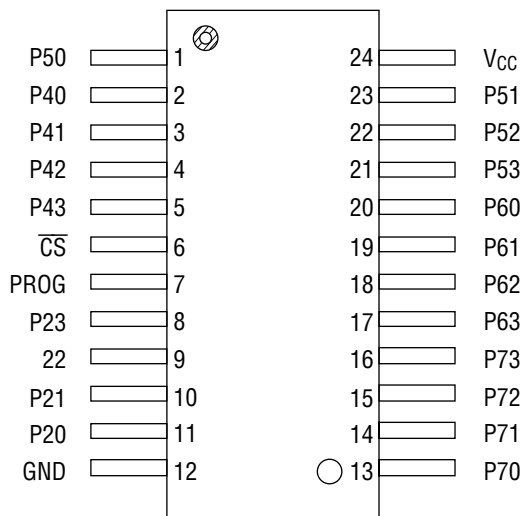 P50 1 24 VCC
P40 2 23 P51
P41 3 22 P52
P42 4 21 P53
P43 5 20 P60
C̅S̅ 6 19 P61
PROG 7 18 P62
P23 8 17 P63
22 9 16 P73
P21 10 15 P72
P20 11 14 P71
GND 12 13 P70